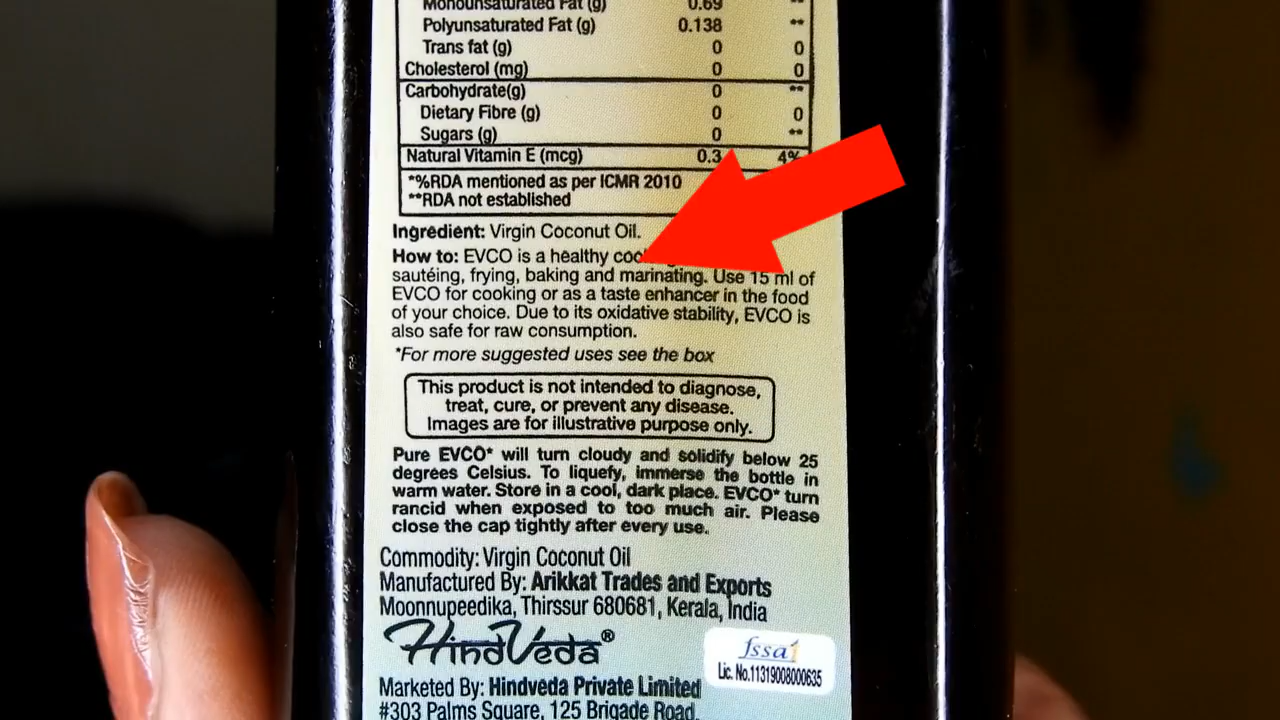 Monounsaturated Fat (g) 0.69 **
Polyunsaturated Fat (g) 0.138 **
Trans fat (g) 0 0
Cholesterol (mg) 0 0
Carbohydrate(g) 0 **
Dietary Fibre (g) 0 0
Sugars (g) 0 **
Natural Vitamin E (mcg) 0.3 4%
*%RDA mentioned as per ICMR 2010
**RDA not established
Ingredient: Virgin Coconut Oil.
How to: EVCO is a healthy
sautéing, frying, baking and marinating. Use 15 ml of
EVCO for cooking or as a taste enhancer in the food
of your choice. Due to its oxidative stability, EVCO is
also safe for raw consumption.
*For more suggested uses see the box
This product is not intended to diagnose,
treat, cure, or prevent any disease.
Images are for illustrative purpose only.
Pure EVCO* will turn cloudy and solidify below 25
degrees Celsius. To liquefy, immerse the bottle in
warm water. Store in a cool, dark place. EVCO* turn
rancid when exposed to too much air. Please
close the cap tightly after every use.
Commodity: Virgin Coconut Oil
Manufactured By: Arikkat Trades and Exports
Moonnupeedika, Thirssur 680681, Kerala, India
HindVeda®
fssai
Lic. No.11319008000635
Marketed By: Hindveda Private Limited
#303 Palms Square, 125 Brigade Road,